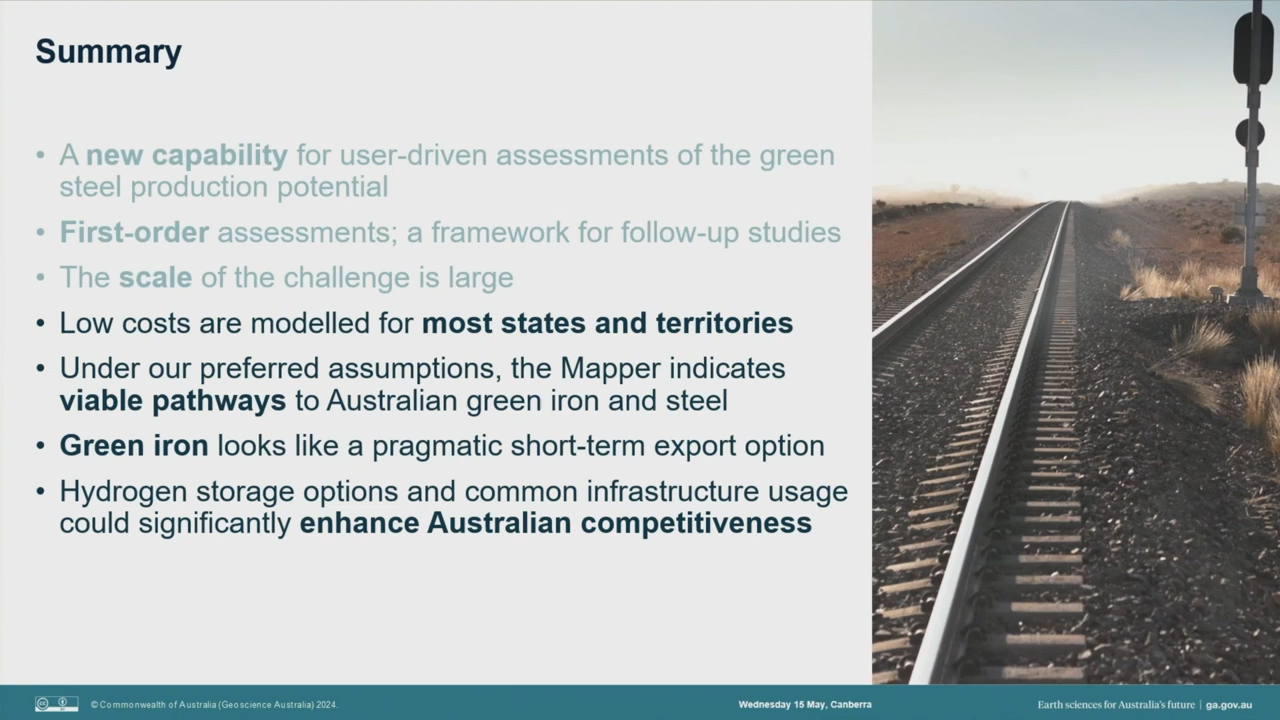 Summary
• A new capability for user-driven assessments of the green
steel production potential
• First-order assessments; a framework for follow-up studies
• The scale of the challenge is large
• Low costs are modelled for most states and territories
• Under our preferred assumptions, the Mapper indicates
viable pathways to Australian green iron and steel
• Green iron looks like a pragmatic short-term export option
• Hydrogen storage options and common infrastructure usage
could significantly enhance Australian competitiveness
© Commonwealth of Australia (Geoscience Australia) 2024.
Wednesday 15 May, Canberra
Earth sciences for Australia's future | ga.gov.au